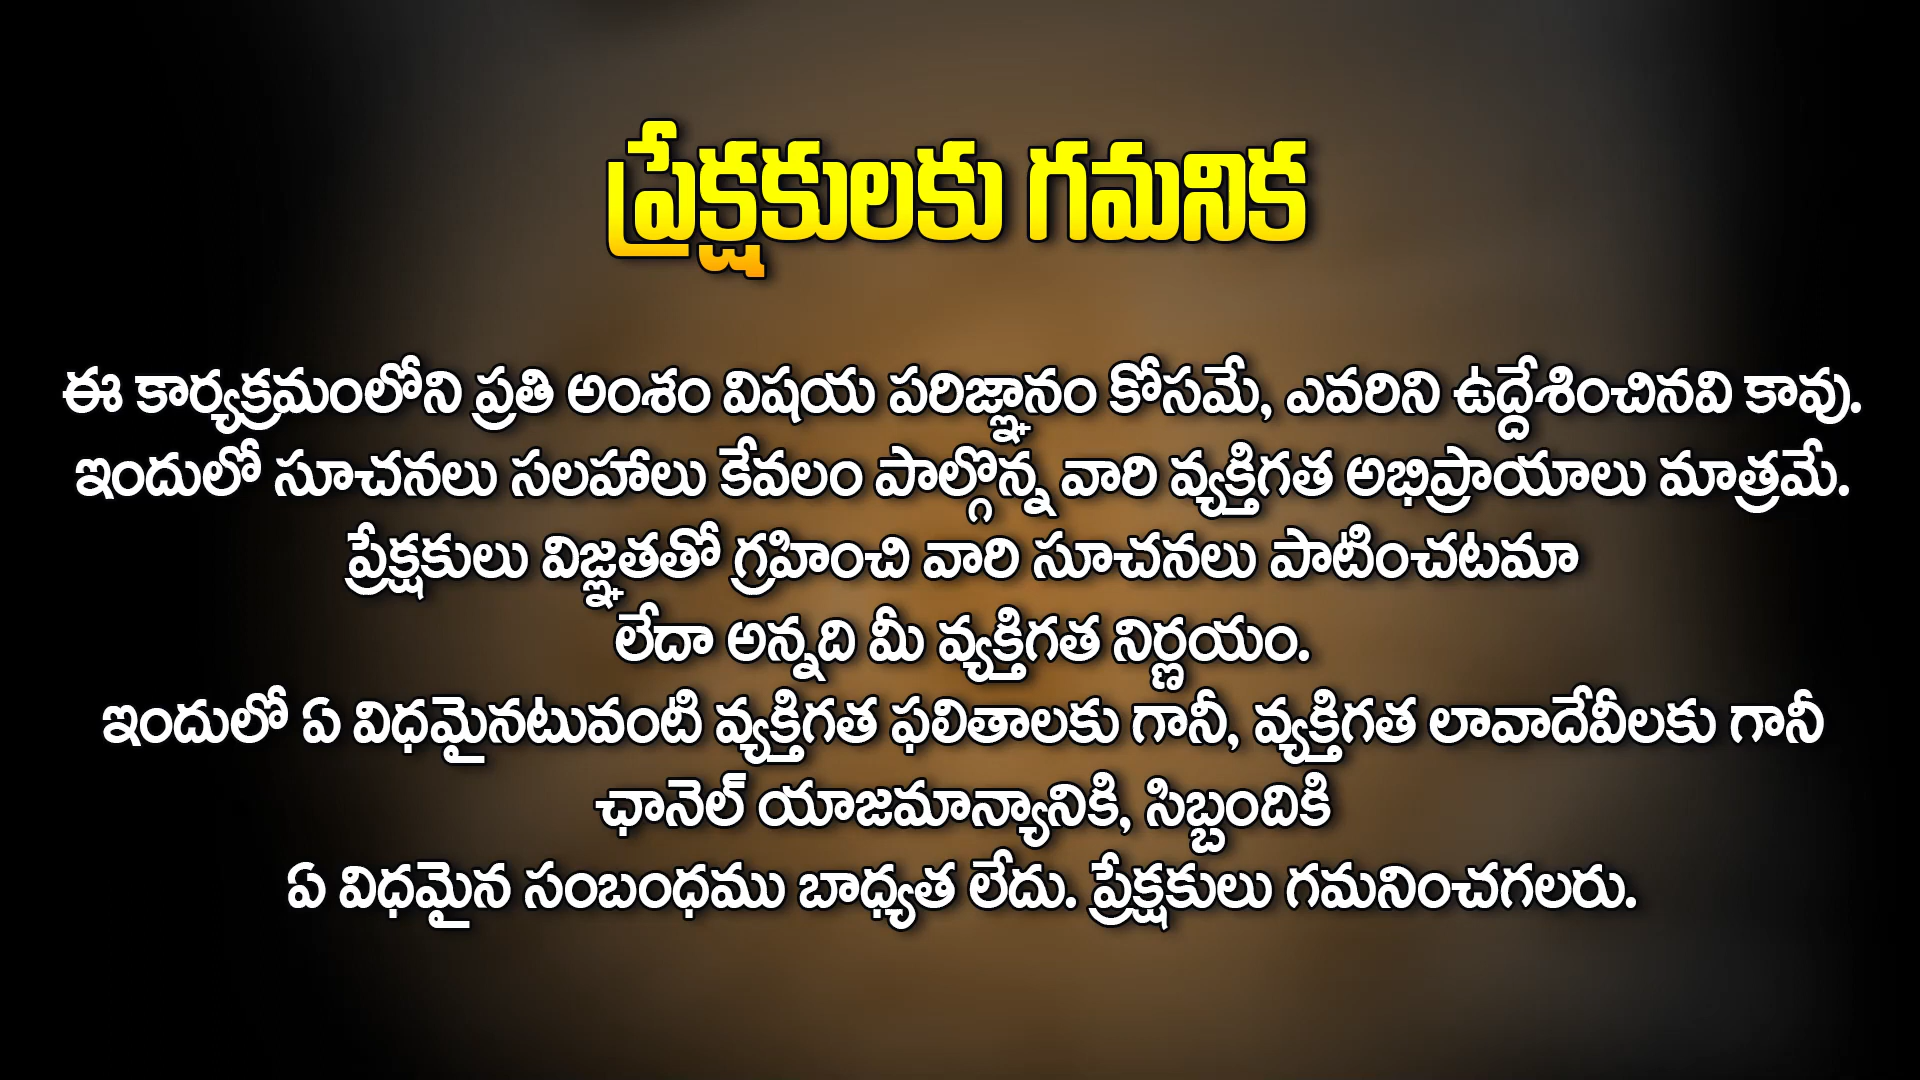 ప్రేక్షకులకు గమనిక
ఈ కార్యక్రమంలోని ప్రతి అంశం విషయ పరిజ్ఞానం కోసమే, ఎవరిని ఉద్దేశించినవి కావు.
ఇందులో సూచనలు సలహాలు కేవలం పాల్గొన్న వారి వ్యక్తిగత అభిప్రాయాలు మాత్రమే.
ప్రేక్షకులు విజ్ఞతతో గ్రహించి వారి సూచనలు పాటించటమా
లేదా అన్నది మీ వ్యక్తిగత నిర్ణయం.
ఇందులో ఏ విధమైనటువంటి వ్యక్తిగత ఫలితాలకు గానీ, వ్యక్తిగత లావాదేవీలకు గానీ
ఛానెల్ యాజమాన్యానికి, సిబ్బందికి
ఏ విధమైన సంబంధము బాధ్యత లేదు. ప్రేక్షకులు గమనించగలరు.